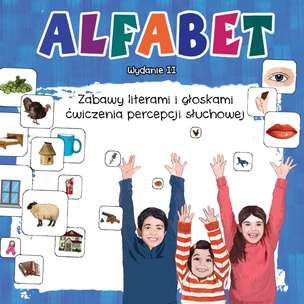 ALFABET
Wydanie II
Zabawy literami i głoskami
ćwiczenia percepcji słuchowej